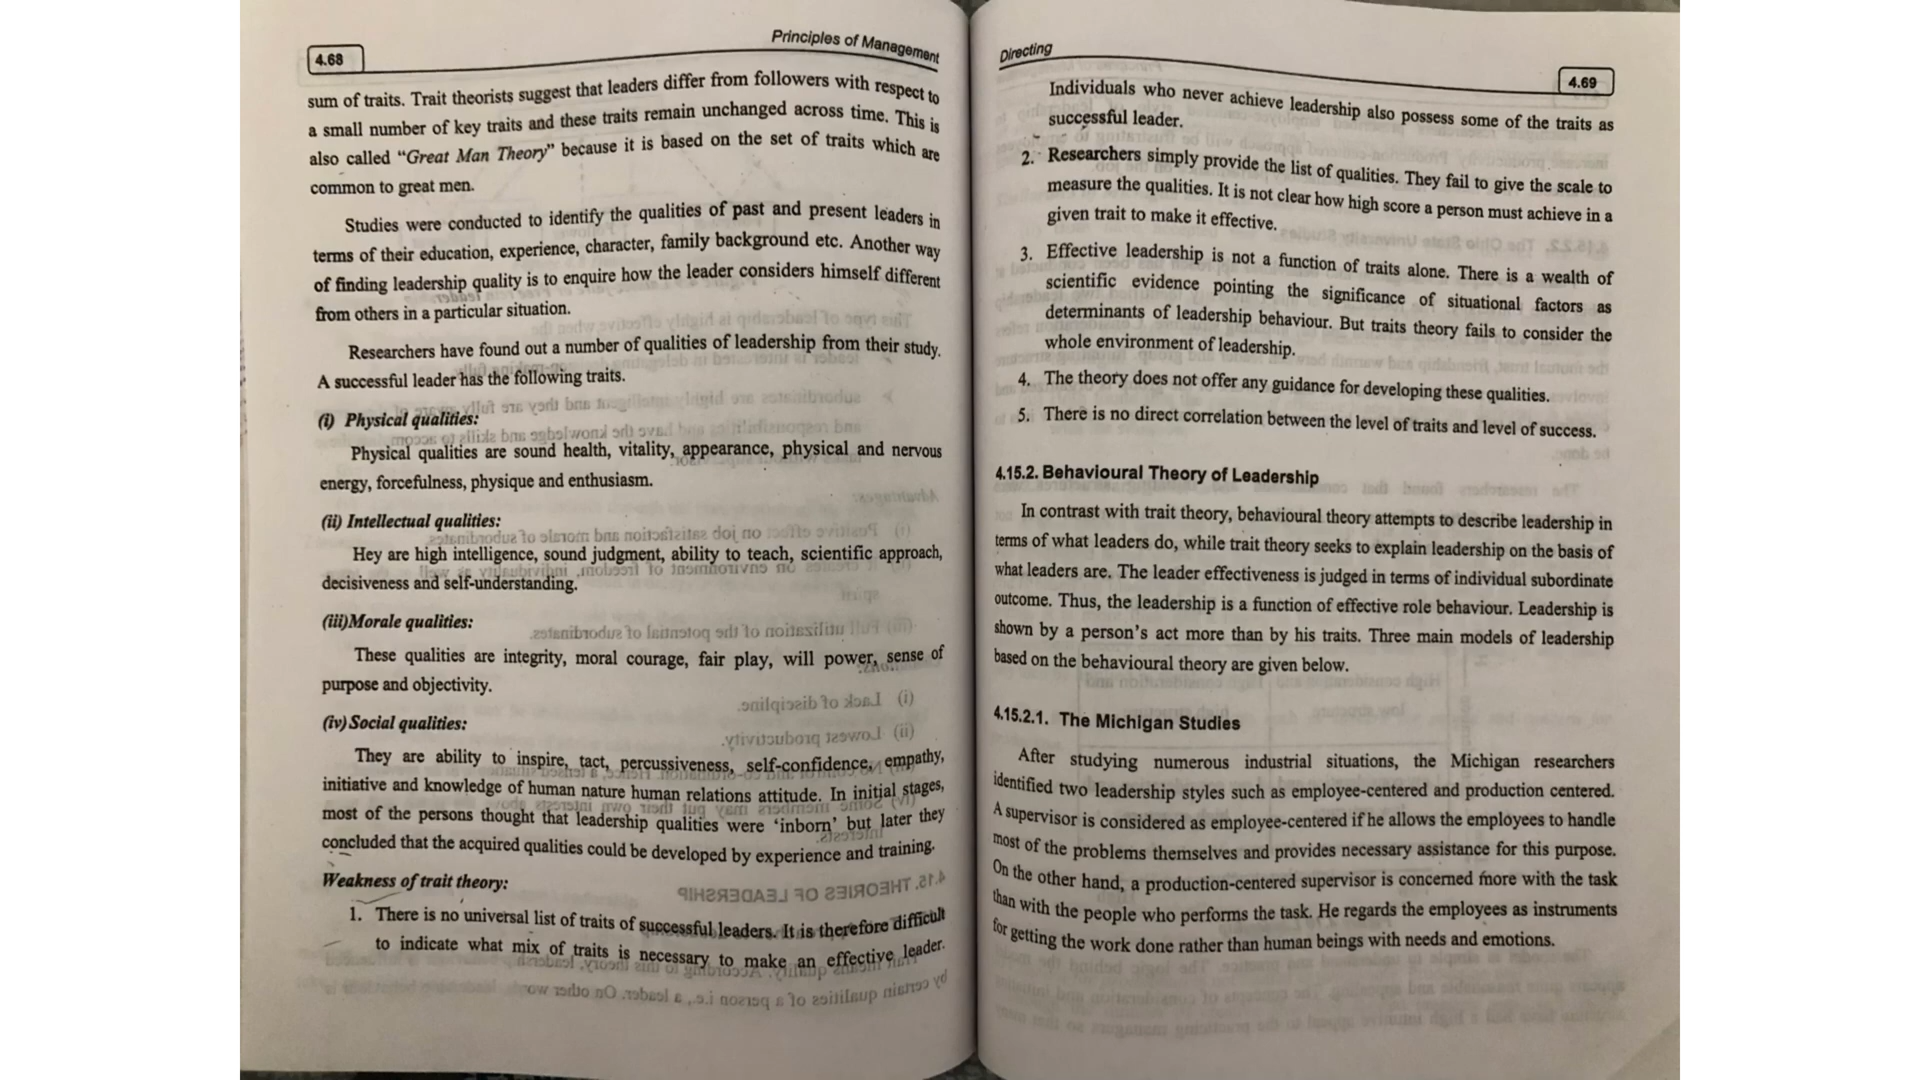 4.68
Principles of Management
sum of traits. Trait theorists suggest that leaders differ from followers with respect to
a small number of key traits and these traits remain unchanged across time. This is
also called “Great Man Theory” because it is based on the set of traits which are
common to great men.
Studies were conducted to identify the qualities of past and present leaders in
terms of their education, experience, character, family background etc. Another way
of finding leadership quality is to enquire how the leader considers himself different
from others in a particular situation.
Researchers have found out a number of qualities of leadership from their study.
A successful leader has the following traits.
(i) Physical qualities:
Physical qualities are sound health, vitality, appearance, physical and nervous
energy, forcefulness, physique and enthusiasm.
(ii) Intellectual qualities:
Hey are high intelligence, sound judgment, ability to teach, scientific approach,
decisiveness and self-understanding.
(iii)Morale qualities:
These qualities are integrity, moral courage, fair play, will power, sense of
purpose and objectivity.
(iv) Social qualities:
They are ability to inspire, tact, percussiveness, self-confidence, empathy,
initiative and knowledge of human nature human relations attitude. In initial stages,
most of the persons thought that leadership qualities were ‘inborn’ but later they
concluded that the acquired qualities could be developed by experience and training.
Weakness of trait theory:
1. There is no universal list of traits of successful leaders. It is therefore difficult
to indicate what mix of traits is necessary to make an effective leader.
Directing
4.69
Individuals who never achieve leadership also possess some of the traits as
successful leader.
2. Researchers simply provide the list of qualities. They fail to give the scale to
measure the qualities. It is not clear how high score a person must achieve in a
given trait to make it effective.
3. Effective leadership is not a function of traits alone. There is a wealth of
scientific evidence pointing the significance of situational factors as
determinants of leadership behaviour. But traits theory fails to consider the
whole environment of leadership.
4. The theory does not offer any guidance for developing these qualities.
5. There is no direct correlation between the level of traits and level of success.
4.15.2. Behavioural Theory of Leadership
In contrast with trait theory, behavioural theory attempts to describe leadership in
terms of what leaders do, while trait theory seeks to explain leadership on the basis of
what leaders are. The leader effectiveness is judged in terms of individual subordinate
outcome. Thus, the leadership is a function of effective role behaviour. Leadership is
shown by a person’s act more than by his traits. Three main models of leadership
based on the behavioural theory are given below.
4.15.2.1. The Michigan Studies
After studying numerous industrial situations, the Michigan researchers
identified two leadership styles such as employee-centered and production centered.
A supervisor is considered as employee-centered if he allows the employees to handle
most of the problems themselves and provides necessary assistance for this purpose.
On the other hand, a production-centered supervisor is concerned more with the task
than with the people who performs the task. He regards the employees as instruments
for getting the work done rather than human beings with needs and emotions.